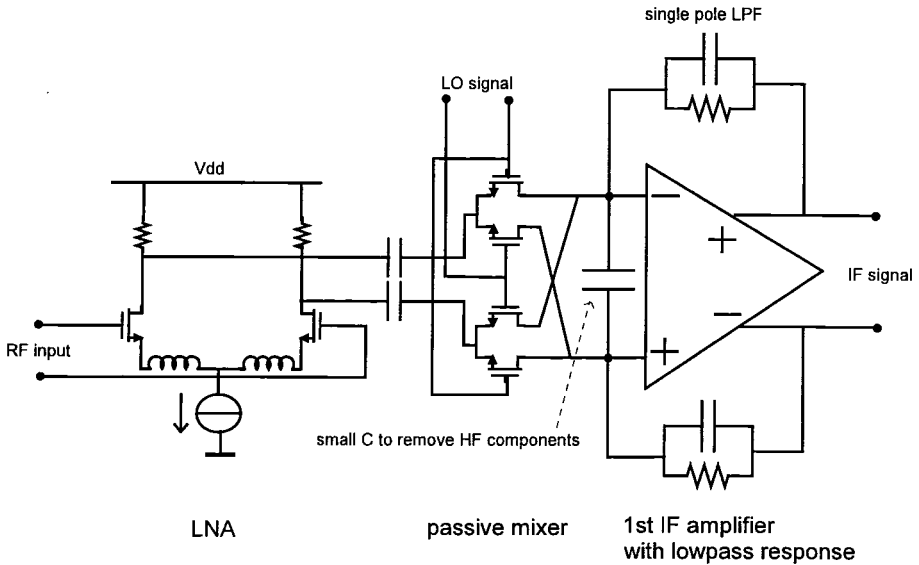 single pole LPF
LO signal
Vdd
RF input
IF signal
small C to remove HF components
LNA
passive mixer
1st IF amplifier
with lowpass response